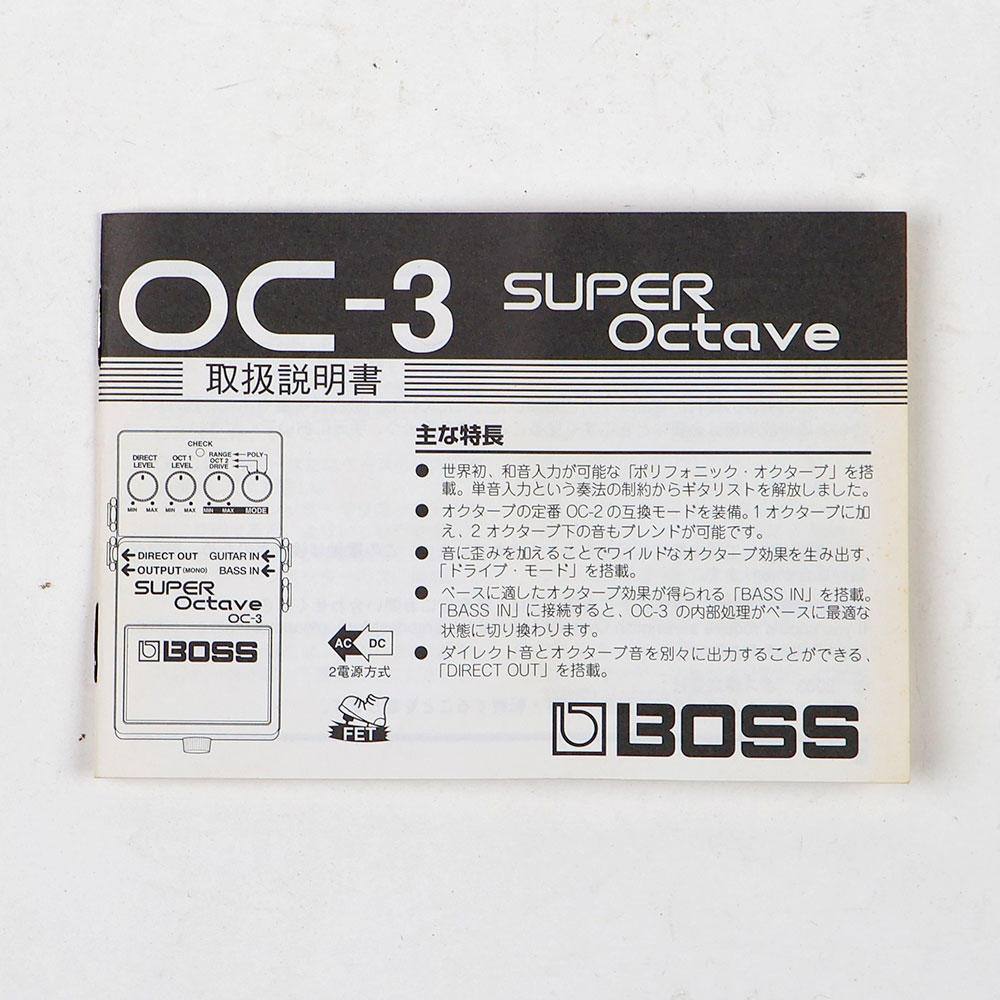 OC-3 SUPER Octave
取扱説明書
CHECK
DIRECT LEVEL
OCT 1 LEVEL
RANGE
OCT 2
DRIVE
POLY
MIN MAX
MIN MAX
MIN MAX
MODE
DIRECT OUT
GUITAR IN
OUTPUT (MONO)
BASS IN
SUPER
Octave
OC-3
BOSS
AC DC
2電源方式
FET
主な特長
● 世界初、和音入力が可能な「ポリフォニック・オクターブ」を搭
載。単音入力という奏法の制約からギタリストを解放しました。
● オクターブの定番 OC-2 の互換モードを装備。1 オクターブに加
え、2 オクターブ下の音もブレンドが可能です。
● 音に歪みを加えることでワイルドなオクターブ効果を生み出す、
「ドライブ・モード」を搭載。
● ベースに適したオクターブ効果が得られる「BASS IN」を搭載。
「BASS IN」に接続すると、OC-3 の内部処理がベースに最適な
状態に切り換わります。
● ダイレクト音とオクターブ音を別々に出力することができる、
「DIRECT OUT」を搭載。
BOSS